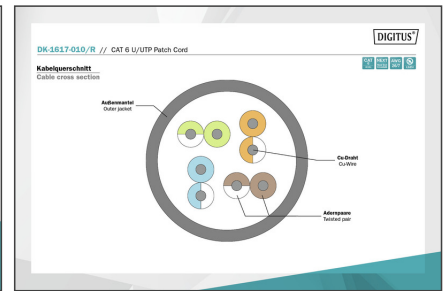 DIGITUS®
DK-1617-010/R // CAT 6 U/UTP Patch Cord
Kabelquerschnitt
Cable cross section
Außenmantel
Outer jacket
Cu-Draht
Cu-Wire
Adernpaare
Twisted pair